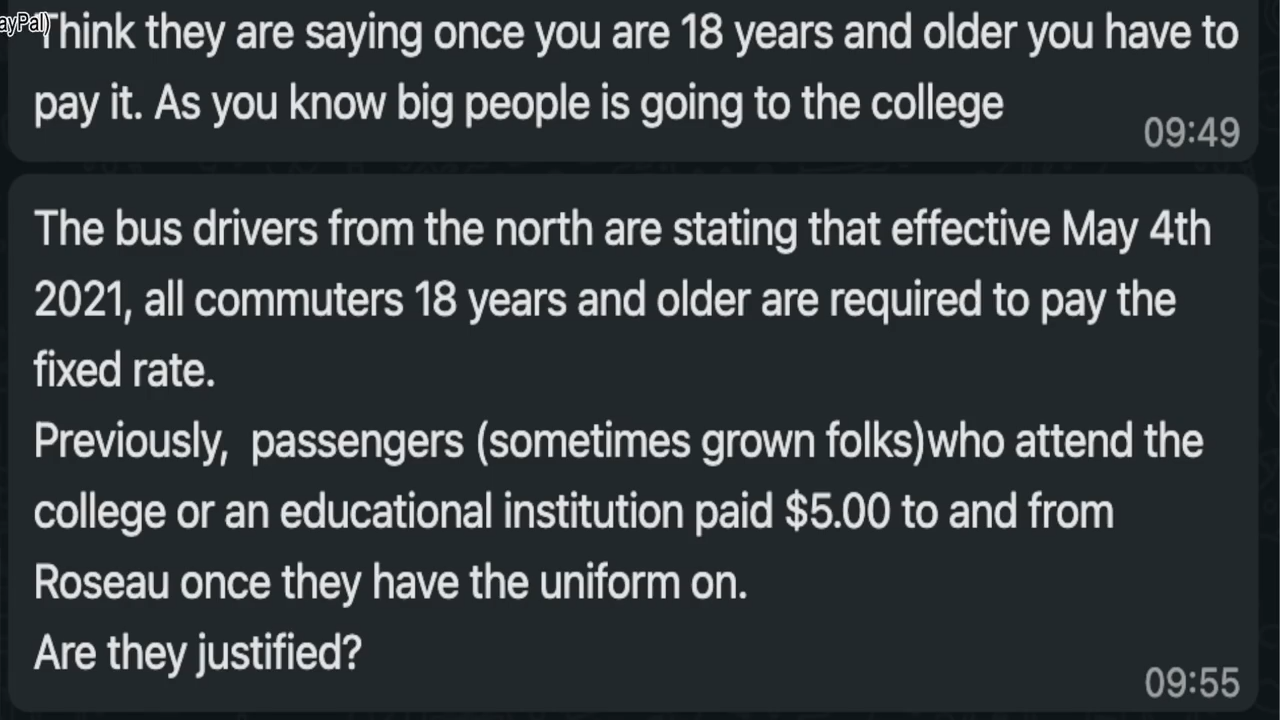 ayPal)
Think they are saying once you are 18 years and older you have to
pay it. As you know big people is going to the college
09:49
The bus drivers from the north are stating that effective May 4th
2021, all commuters 18 years and older are required to pay the
fixed rate.
Previously,  passengers (sometimes grown folks)who attend the
college or an educational institution paid $5.00 to and from
Roseau once they have the uniform on.
Are they justified?
09:55